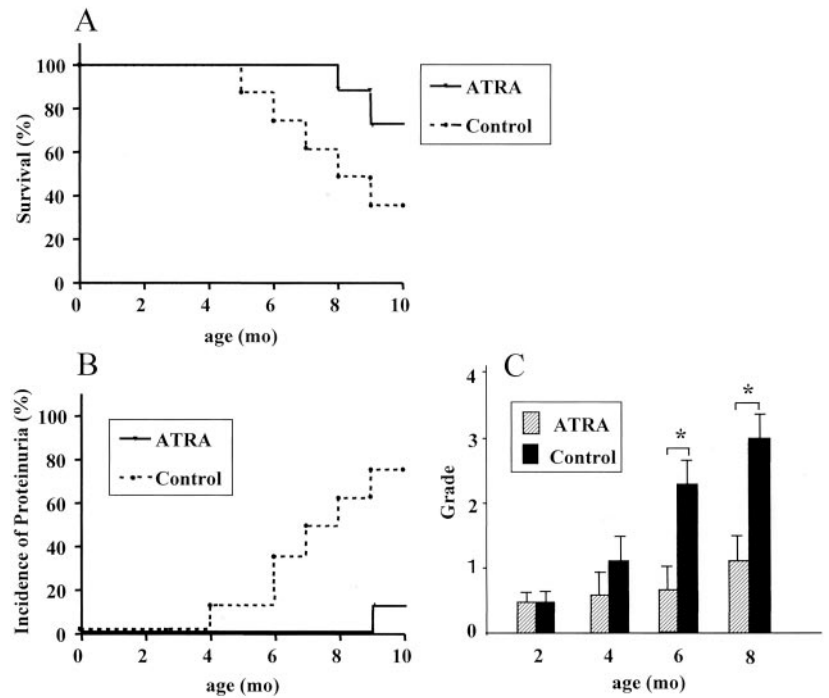 A
100
80
60
40
20
0
Survival (%)
0 2 4 6 8 10
age (mo)
ATRA
Control
B
100
80
60
40
20
0
Incidence of Proteinuria (%)
0 2 4 6 8 10
age (mo)
ATRA
Control
C
4
3
2
1
0
Grade
* *
2 4 6 8
age (mo)
ATRA
Control